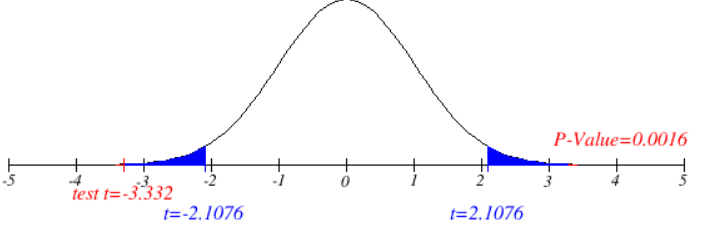 P-Value=0.0016
-5 -4 -3 -2 -1 0 1 2 3 4 5
test t=-3.332
t=-2.1076 t=2.1076